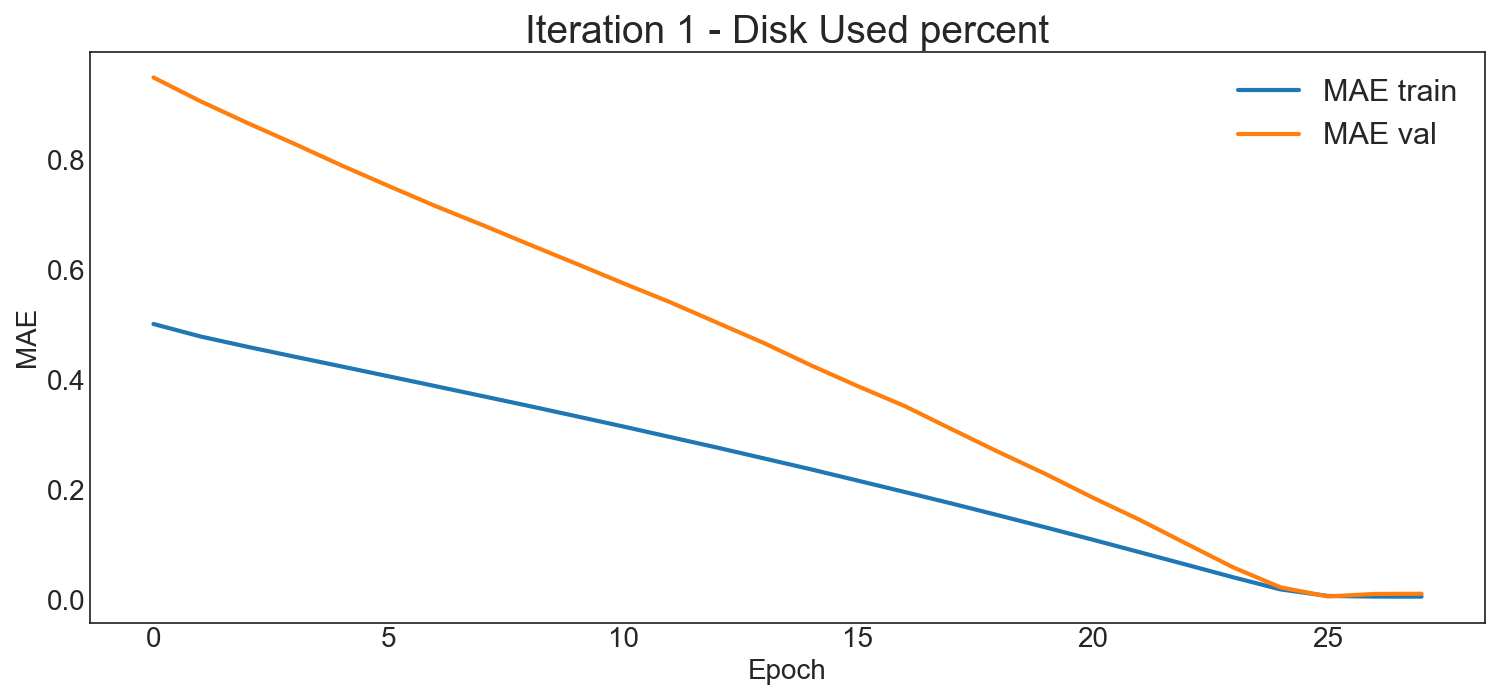 Iteration 1 - Disk Used percent
MAE train
MAE val
0.8
0.6
0.4
0.2
0.0
MAE
0 5 10 15 20 25
Epoch